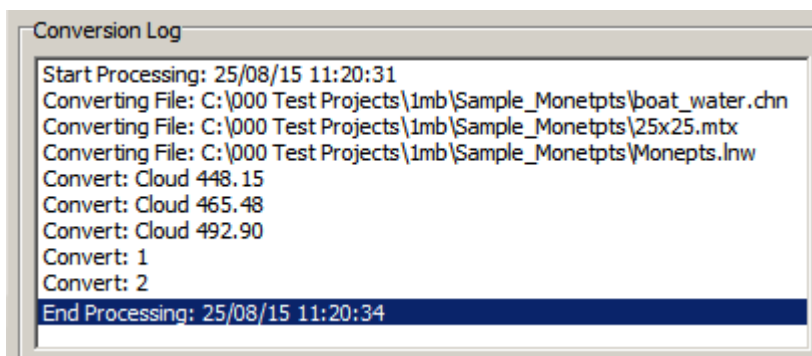 Conversion Log
Start Processing: 25/08/15 11:20:31
Converting File: C:\000 Test Projects\1mb\Sample_Monetpts\boat_water.chn
Converting File: C:\000 Test Projects\1mb\Sample_Monetpts\25x25.mtx
Converting File: C:\000 Test Projects\1mb\Sample_Monetpts\Monepts.lnw
Convert: Cloud 448.15
Convert: Cloud 465.48
Convert: Cloud 492.90
Convert: 1
Convert: 2
End Processing: 25/08/15 11:20:34